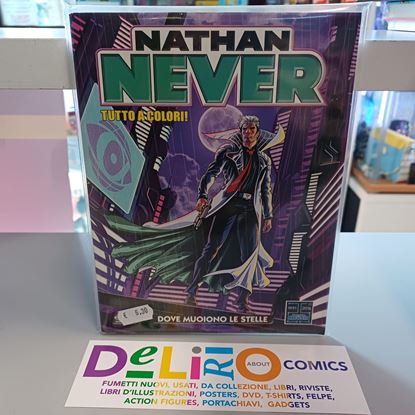 NATHAN
NEVER
TUTTO A COLORI!
€ 6,30
DOVE MUOIONO LE STELLE
DeLiRiO ABOUT COMICS
FUMETTI NUOVI, USATI, DA COLLEZIONE, LIBRI, RIVISTE,
LIBRI D'ILLUSTRAZIONI, POSTERS, DVD, T-SHIRTS, FELPE,
ACTION FIGURES, PORTACHIAVI, GADGETS